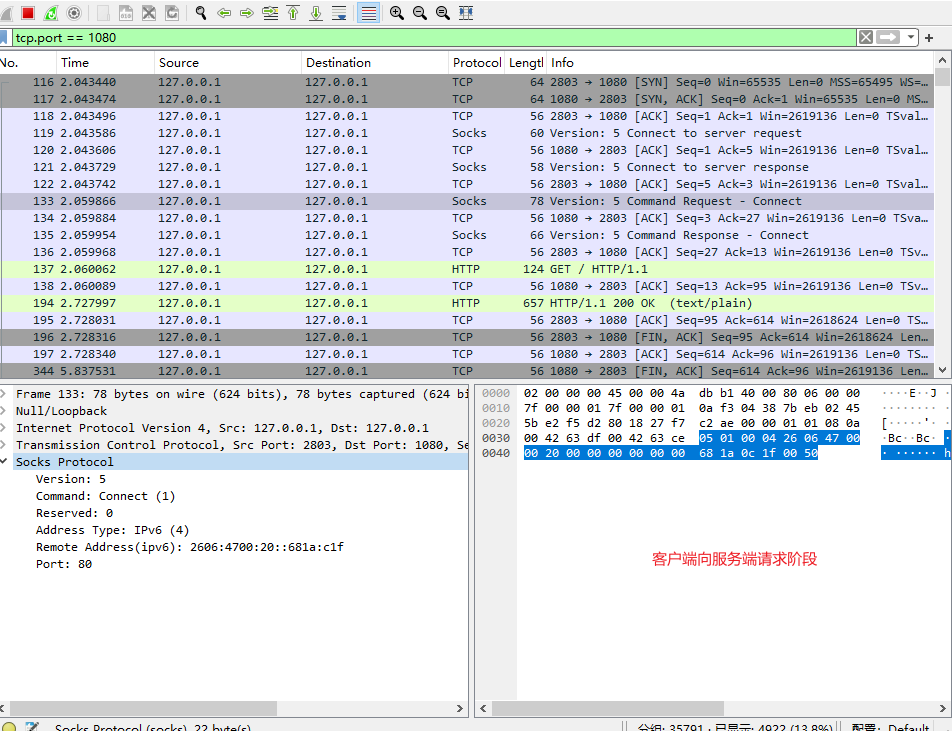 tcp.port == 1080
No. Time Source Destination Protocol Lengtl Info
116 2.043440 127.0.0.1 127.0.0.1 TCP 64 2803 → 1080 [SYN] Seq=0 Win=65535 Len=0 MSS=65495 WS=…
117 2.043474 127.0.0.1 127.0.0.1 TCP 64 1080 → 2803 [SYN, ACK] Seq=0 Ack=1 Win=65535 Len=0 MS…
118 2.043496 127.0.0.1 127.0.0.1 TCP 56 2803 → 1080 [ACK] Seq=1 Ack=1 Win=2619136 Len=0 TSval…
119 2.043586 127.0.0.1 127.0.0.1 Socks 60 Version: 5 Connect to server request
120 2.043606 127.0.0.1 127.0.0.1 TCP 56 1080 → 2803 [ACK] Seq=1 Ack=5 Win=2619136 Len=0 TSval…
121 2.043729 127.0.0.1 127.0.0.1 Socks 58 Version: 5 Connect to server response
122 2.043742 127.0.0.1 127.0.0.1 TCP 56 2803 → 1080 [ACK] Seq=5 Ack=3 Win=2619136 Len=0 TSval…
133 2.059866 127.0.0.1 127.0.0.1 Socks 78 Version: 5 Command Request - Connect
134 2.059884 127.0.0.1 127.0.0.1 TCP 56 1080 → 2803 [ACK] Seq=3 Ack=27 Win=2619136 Len=0 TSva…
135 2.059954 127.0.0.1 127.0.0.1 Socks 66 Version: 5 Command Response - Connect
136 2.059968 127.0.0.1 127.0.0.1 TCP 56 2803 → 1080 [ACK] Seq=27 Ack=13 Win=2619136 Len=0 TSv…
137 2.060062 127.0.0.1 127.0.0.1 HTTP 124 GET / HTTP/1.1
138 2.060089 127.0.0.1 127.0.0.1 TCP 56 1080 → 2803 [ACK] Seq=13 Ack=95 Win=2619136 Len=0 TSv…
194 2.727997 127.0.0.1 127.0.0.1 HTTP 657 HTTP/1.1 200 OK (text/plain)
195 2.728031 127.0.0.1 127.0.0.1 TCP 56 2803 → 1080 [ACK] Seq=95 Ack=614 Win=2618624 Len=0 TS…
196 2.728316 127.0.0.1 127.0.0.1 TCP 56 2803 → 1080 [FIN, ACK] Seq=95 Ack=614 Win=2618624 Len…
197 2.728340 127.0.0.1 127.0.0.1 TCP 56 1080 → 2803 [ACK] Seq=614 Ack=96 Win=2619136 Len=0 TS…
344 5.837531 127.0.0.1 127.0.0.1 TCP 56 1080 → 2803 [FIN, ACK] Seq=614 Ack=96 Win=2619136 Len…
Frame 133: 78 bytes on wire (624 bits), 78 bytes captured (624 bi
Null/Loopback
Internet Protocol Version 4, Src: 127.0.0.1, Dst: 127.0.0.1
Transmission Control Protocol, Src Port: 2803, Dst Port: 1080, Se
Socks Protocol
Version: 5
Command: Connect (1)
Reserved: 0
Address Type: IPv6 (4)
Remote Address(ipv6): 2606:4700:20::681a:c1f
Port: 80
0000 02 00 00 00 45 00 00 4a db b1 40 00 80 06 00 00 ····E··J
0010 7f 00 00 01 7f 00 00 01 0a f3 04 38 7b eb 02 45 ········
0020 5b e2 f5 d2 80 18 27 f7 c2 ae 00 00 01 01 08 0a [·····'·
0030 00 42 63 df 00 42 63 ce 05 01 00 04 26 06 47 00 ·Bc··Bc· ·
0040 00 20 00 00 00 00 00 00 68 1a 0c 1f 00 50 · ······ h
客户端向服务端请求阶段
Socks Protocol (socks), 22 byte(s) 分组: 35791 · 已显示: 4922 (13.8%) 配置: Default